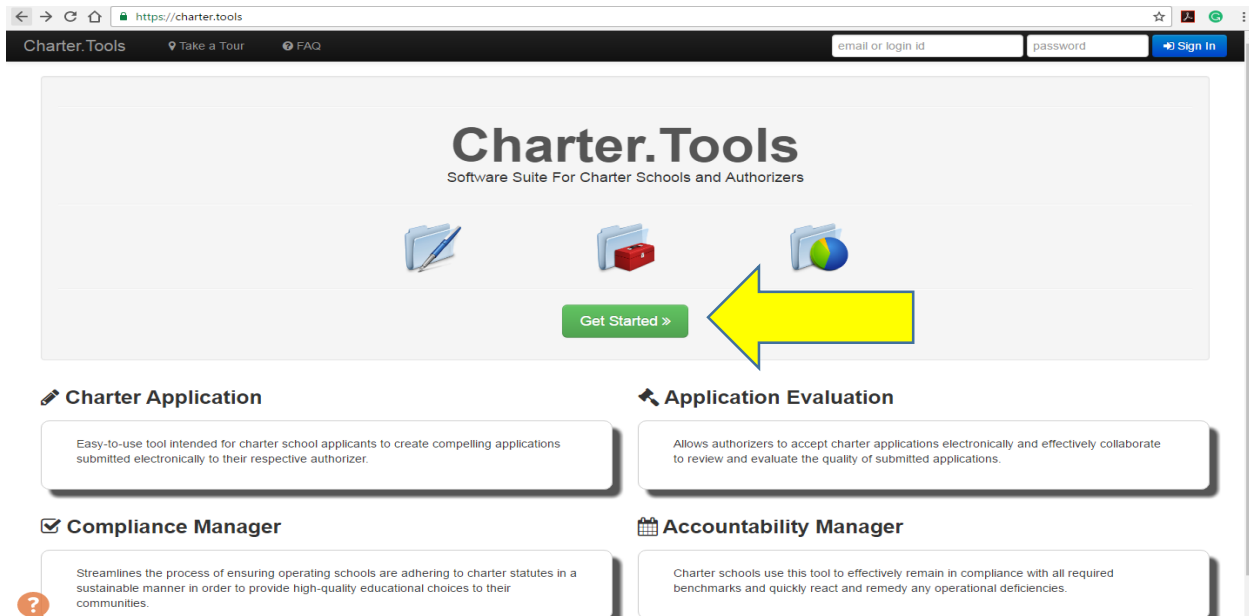 https://charter.tools
Charter.Tools Take a Tour FAQ email or login id password Sign In
Charter.Tools
Software Suite For Charter Schools and Authorizers
Get Started »
Charter Application
Easy-to-use tool intended for charter school applicants to create compelling applications
submitted electronically to their respective authorizer.
Application Evaluation
Allows authorizers to accept charter applications electronically and effectively collaborate
to review and evaluate the quality of submitted applications.
Compliance Manager
Streamlines the process of ensuring operating schools are adhering to charter statutes in a
sustainable manner in order to provide high-quality educational choices to their
communities.
Accountability Manager
Charter schools use this tool to effectively remain in compliance with all required
benchmarks and quickly react and remedy any operational deficiencies.